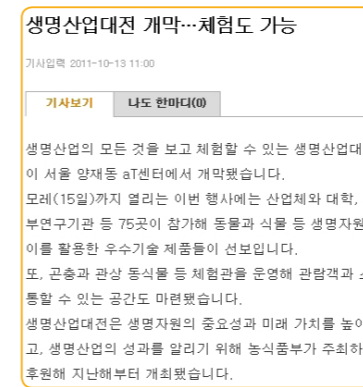 생명산업대전 개막…체험도 가능
기사입력 2011-10-13 11:00
기사보기 나도 한마디(0)
생명산업의 모든 것을 보고 체험할 수 있는 생명산업대
이 서울 양재동 aT센터에서 개막됐습니다.
모레(15일)까지 열리는 이번 행사에는 산업체와 대학,
부연구기관 등 75곳이 참가해 동물과 식물 등 생명자원
이를 활용한 우수기술 제품들이 선보입니다.
또, 곤충과 관상 동식물 등 체험관을 운영해 관람객과
통할 수 있는 공간도 마련됐습니다.
생명산업대전은 생명자원의 중요성과 미래 가치를 높이
고, 생명산업의 성과를 알리기 위해 농식품부가 주최하
후원해 지난해부터 개최됐습니다.